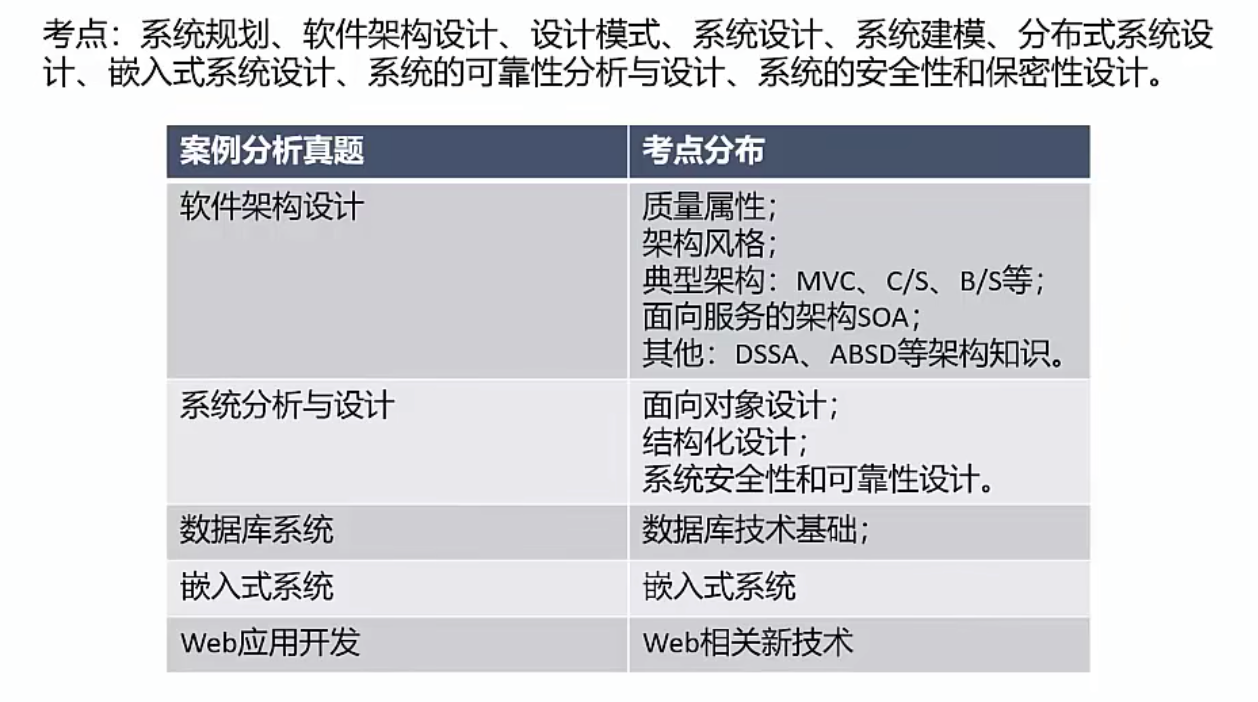 考点：系统规划、软件架构设计、设计模式、系统设计、系统建模、分布式系统设
计、嵌入式系统设计、系统的可靠性分析与设计、系统的安全性和保密性设计。
案例分析真题
考点分布
软件架构设计
质量属性；
架构风格；
典型架构：MVC、C/S、B/S等；
面向服务的架构SOA；
其他：DSSA、ABSD等架构知识。
系统分析与设计
面向对象设计；
结构化设计；
系统安全性和可靠性设计。
数据库系统
数据库技术基础；
嵌入式系统
嵌入式系统
Web应用开发
Web相关新技术